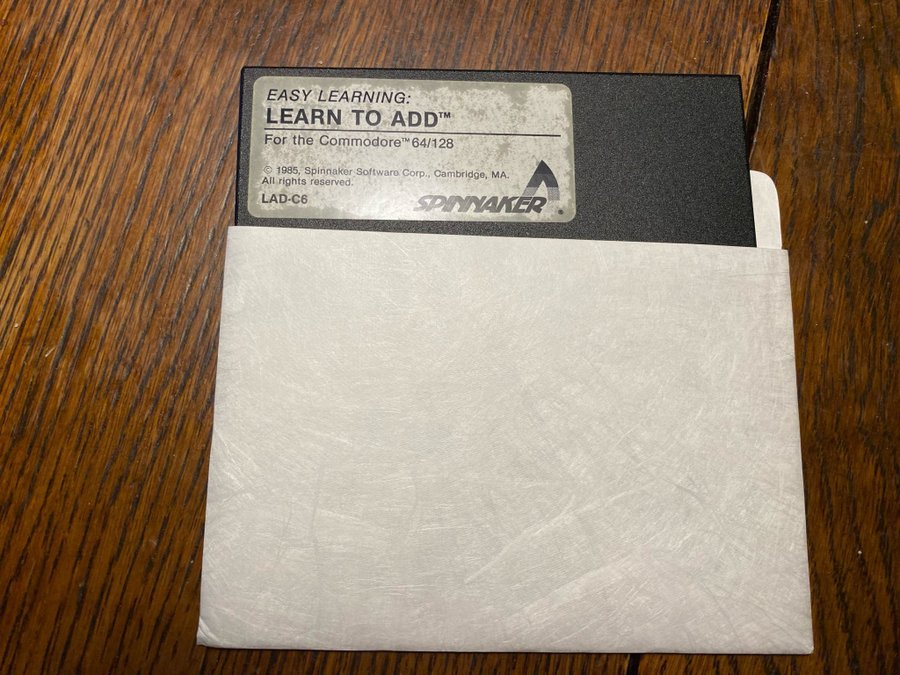 EASY LEARNING:
LEARN TO ADD™
For the Commodore™ 64/128
© 1985, Spinnaker Software Corp., Cambridge, MA.
All rights reserved.
LAD-C6
SPINNAKER®